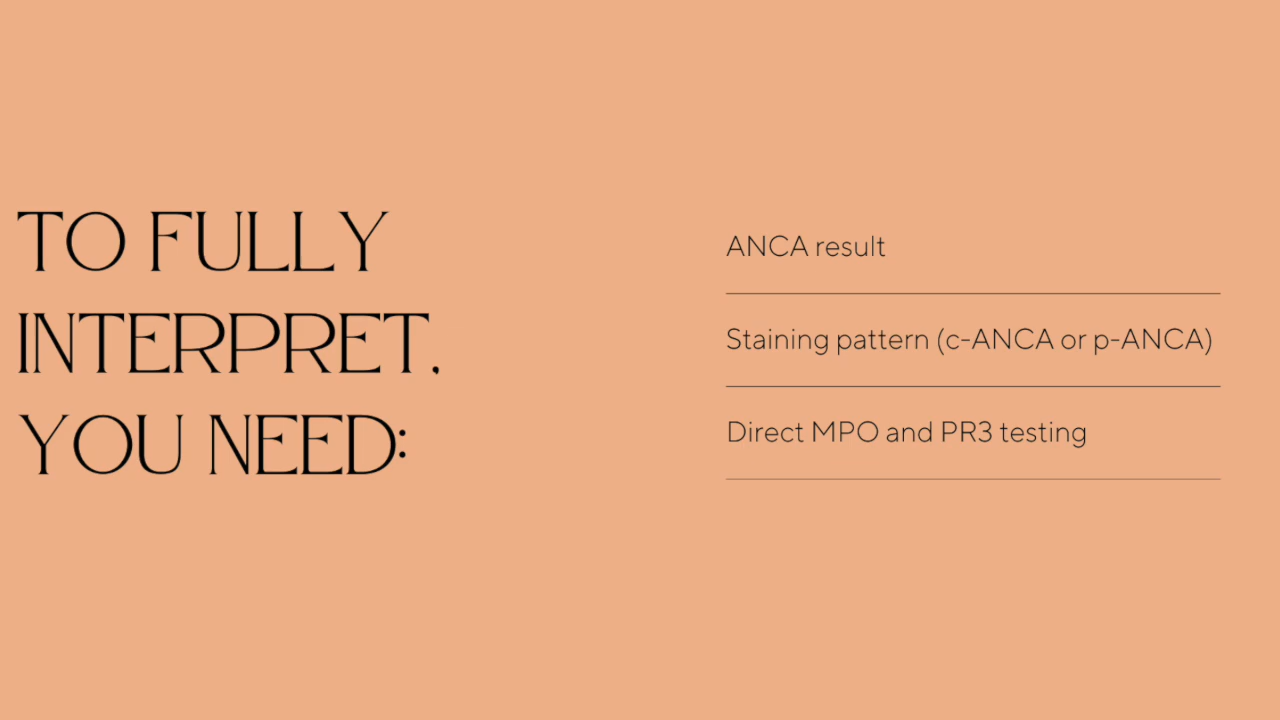 TO FULLY
INTERPRET,
YOU NEED:
ANCA result
Staining pattern (c-ANCA or p-ANCA)
Direct MPO and PR3 testing